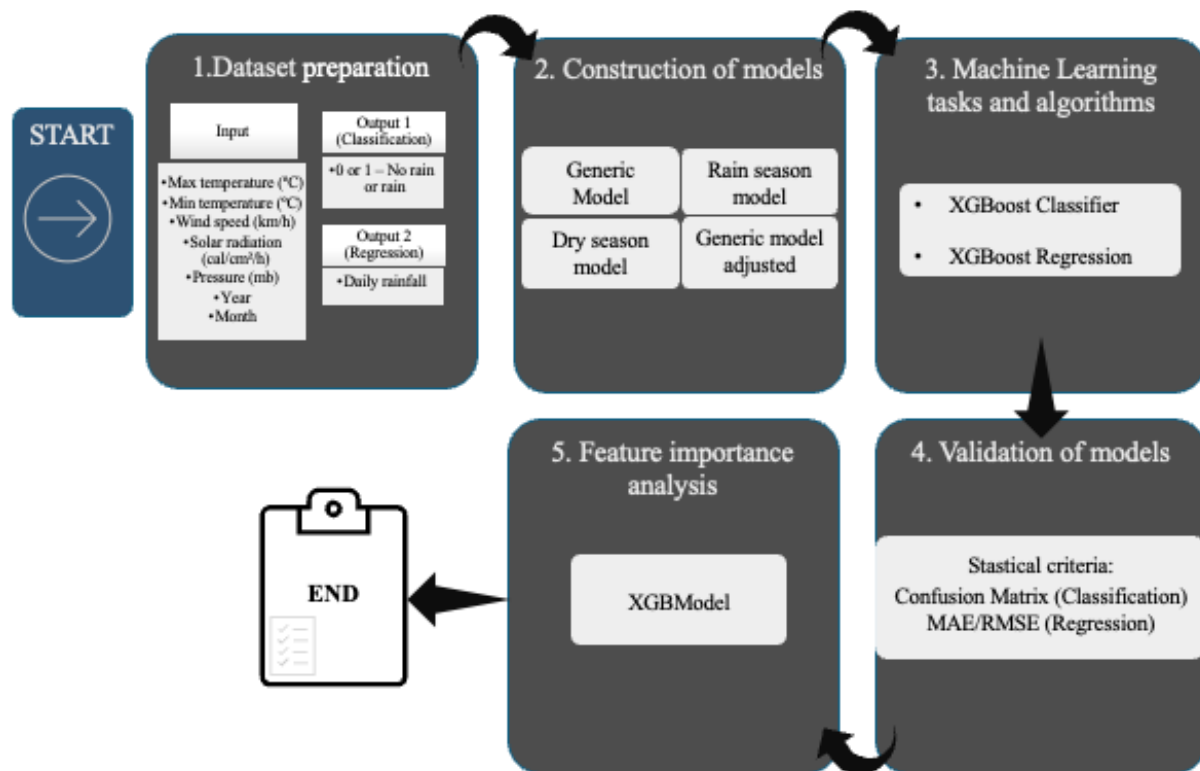 START
1.Dataset preparation
Input
•Max temperature (ºC)
•Min temperature (ºC)
•Wind speed (km/h)
•Solar radiation
(cal/cm²/h)
•Pressure (mb)
•Year
•Month
Output 1
(Classification)
•0 or 1 – No rain
or rain
Output 2
(Regression)
•Daily rainfall
2. Construction of models
Generic
Model
Rain season
model
Dry season
model
Generic model
adjusted
3. Machine Learning
tasks and algorithms
• XGBoost Classifier
• XGBoost Regression
4. Validation of models
Stastical criteria:
Confusion Matrix (Classification)
MAE/RMSE (Regression)
5. Feature importance
analysis
XGBModel
END